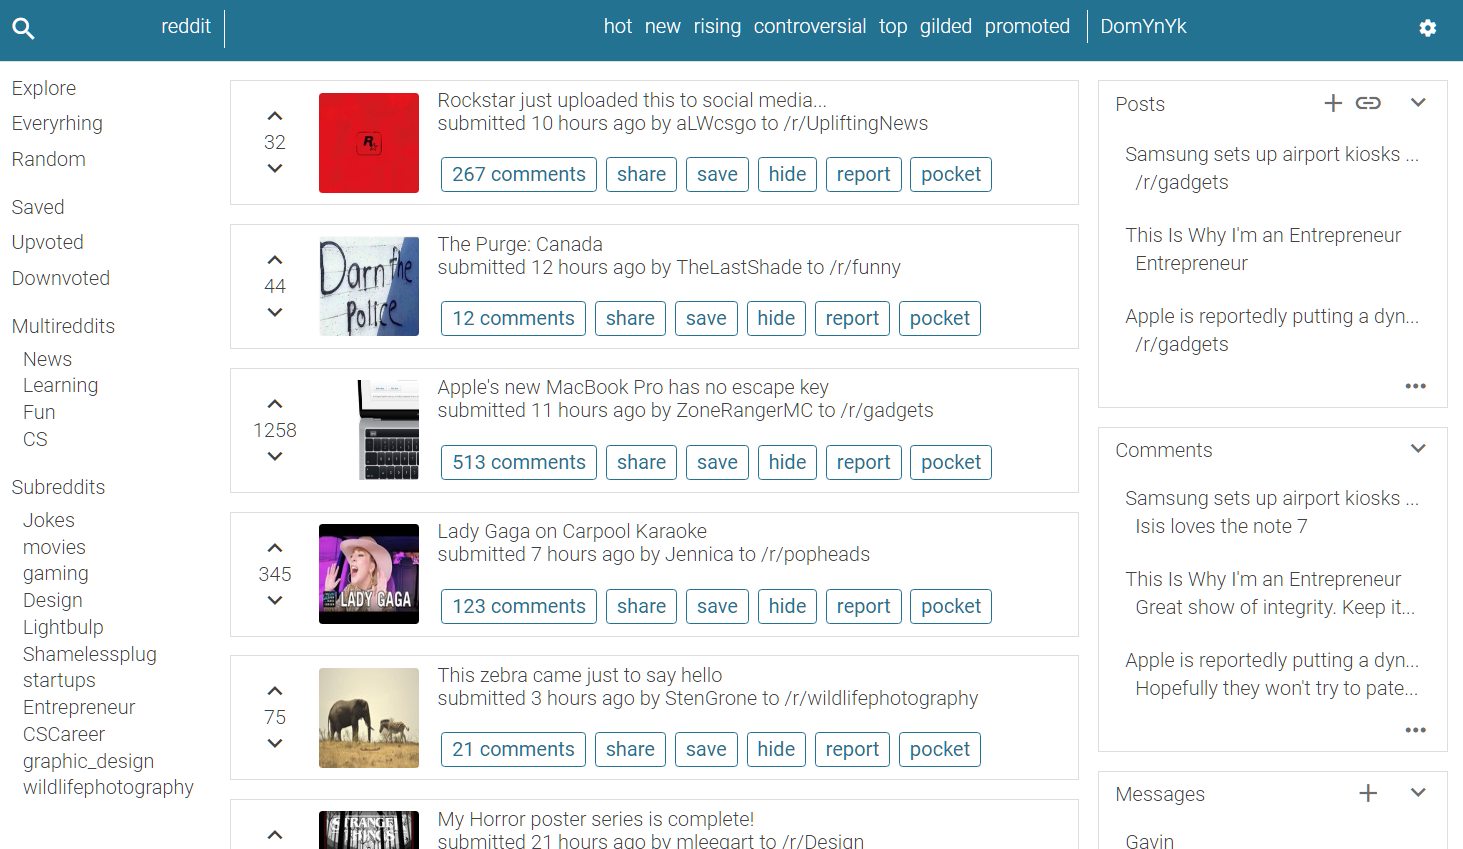 reddit
hot new rising controversial top gilded promoted
DomYnYk
Explore
Everyrhing
Random
Saved
Upvoted
Downvoted
Multireddits
News
Learning
Fun
CS
Subreddits
Jokes
movies
gaming
Design
Lightbulp
Shamelessplug
startups
Entrepreneur
CSCareer
graphic_design
wildlifephotography
32
R
Rockstar just uploaded this to social media...
submitted 10 hours ago by aLWcsgo to /r/UpliftingNews
267 comments share save hide report pocket
44
Darn the
Police
The Purge: Canada
submitted 12 hours ago by TheLastShade to /r/funny
12 comments share save hide report pocket
1258
Apple's new MacBook Pro has no escape key
submitted 11 hours ago by ZoneRangerMC to /r/gadgets
513 comments share save hide report pocket
345
LADY GAGA
Lady Gaga on Carpool Karaoke
submitted 7 hours ago by Jennica to /r/popheads
123 comments share save hide report pocket
75
This zebra came just to say hello
submitted 3 hours ago by StenGrone to /r/wildlifephotography
21 comments share save hide report pocket
STRANGER
THINGS
My Horror poster series is complete!
submitted 21 hours ago by mleegart to /r/Design
Posts
Samsung sets up airport kiosks ...
/r/gadgets
This Is Why I'm an Entrepreneur
Entrepreneur
Apple is reportedly putting a dyn...
/r/gadgets
Comments
Samsung sets up airport kiosks ...
Isis loves the note 7
This Is Why I'm an Entrepreneur
Great show of integrity. Keep it...
Apple is reportedly putting a dyn...
Hopefully they won't try to pate...
Messages
Gavin